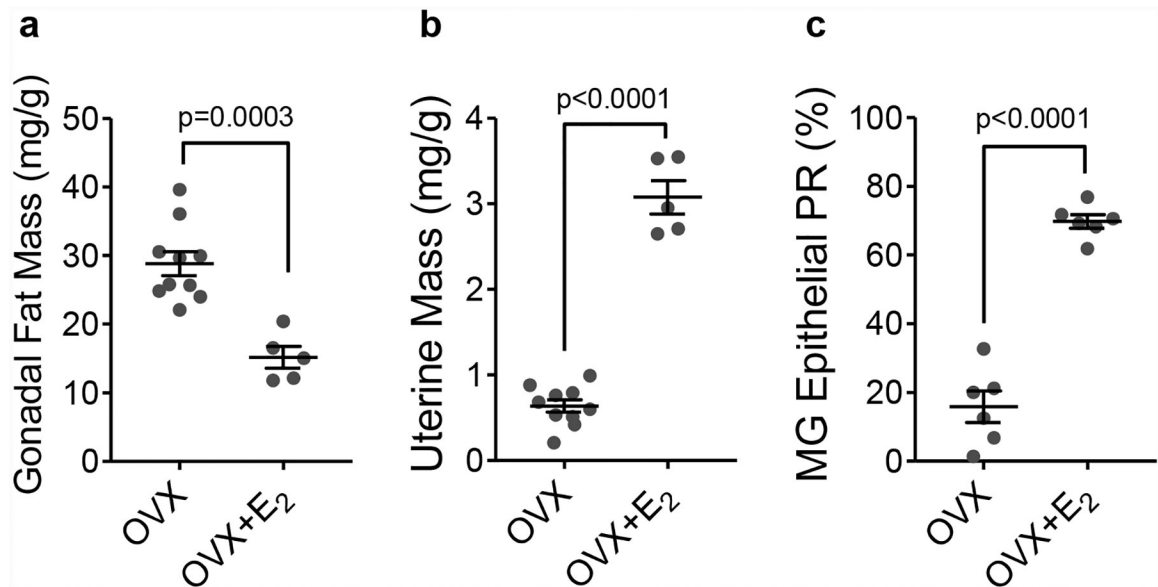 a
Gonadal Fat Mass (mg/g)
p=0.0003
50
40
30
20
10
0
OVX
OVX+E₂
b
Uterine Mass (mg/g)
p<0.0001
4
3
2
1
0
OVX
OVX+E₂
c
MG Epithelial PR (%)
p<0.0001
100
80
60
40
20
0
OVX
OVX+E₂